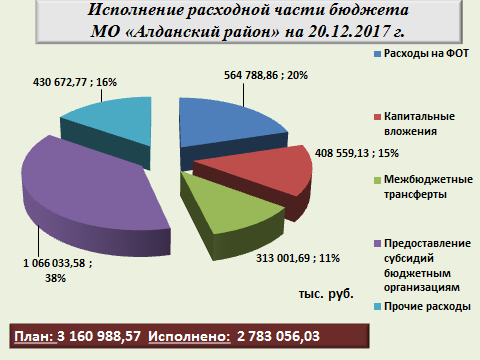 Исполнение расходной части бюджета
МО «Алданский район» на 20.12.2017 г.
Расходы на ФОТ
430 672,77 ; 16%
564 788,86 ; 20%
Капитальные
вложения
408 559,13 ; 15%
Межбюджетные
трансферты
Предоставление
субсидий
бюджетным
организациям
1 066 033,58 ;
38%
313 001,69 ; 11%
тыс. руб.
Прочие расходы
План: 3 160 988,57 Исполнено: 2 783 056,03